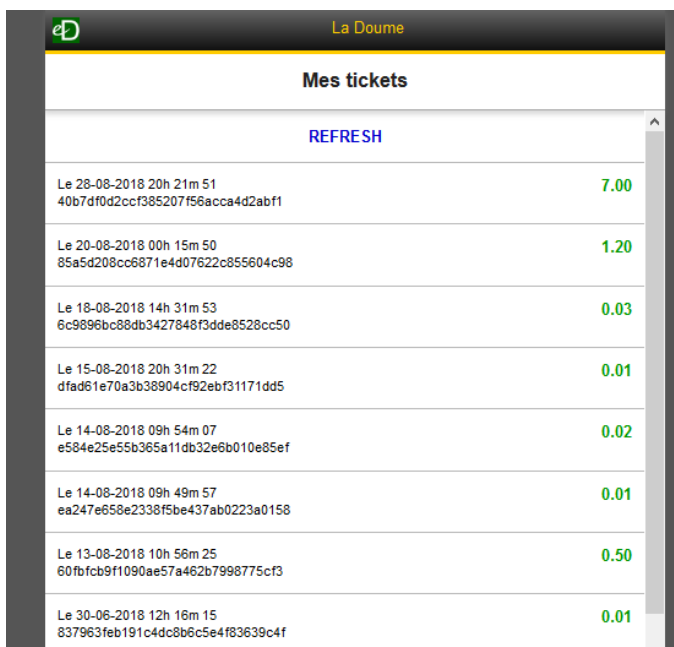 eD
La Doume
Mes tickets
REFRESH
Le 28-08-2018 20h 21m 51
7.00
40b7df0d2ccf385207f56acca4d2abf1
Le 20-08-2018 00h 15m 50
1.20
85a5d208cc6871e4d07622c855604c98
Le 18-08-2018 14h 31m 53
0.03
6c9896bc88db3427848f3dde8528cc50
Le 15-08-2018 20h 31m 22
0.01
dfad61e70a3b38904cf92ebf31171dd5
Le 14-08-2018 09h 54m 07
0.02
e584e25e55b365a11db32e6b010e85ef
Le 14-08-2018 09h 49m 57
0.01
ea247e658e2338f5be437ab0223a0158
Le 13-08-2018 10h 56m 25
0.50
60fbfcb9f1090ae57a462b7998775cf3
Le 30-06-2018 12h 16m 15
0.01
837963feb191c4dc8b6c5e4f83639c4f